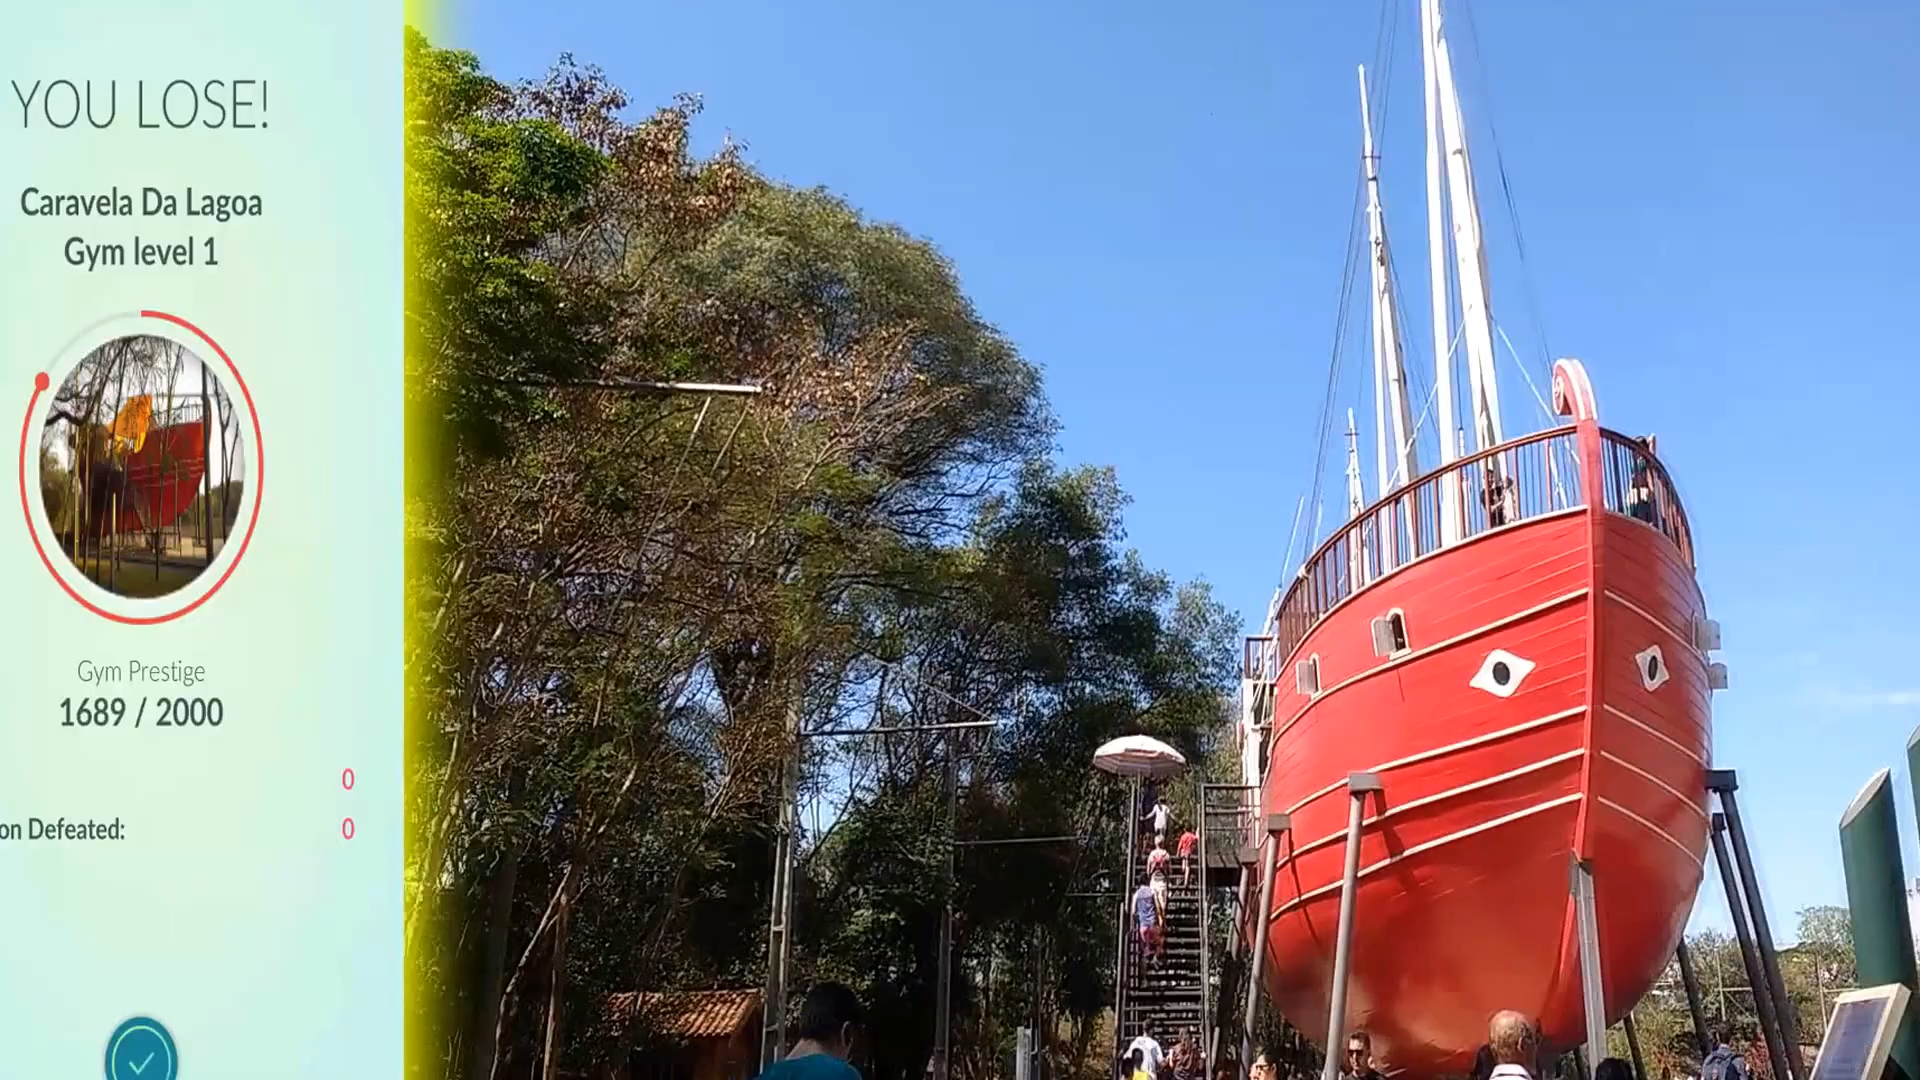 YOU LOSE!
Caravela Da Lagoa
Gym level 1
Gym Prestige
1689 / 2000
0
on Defeated: 0